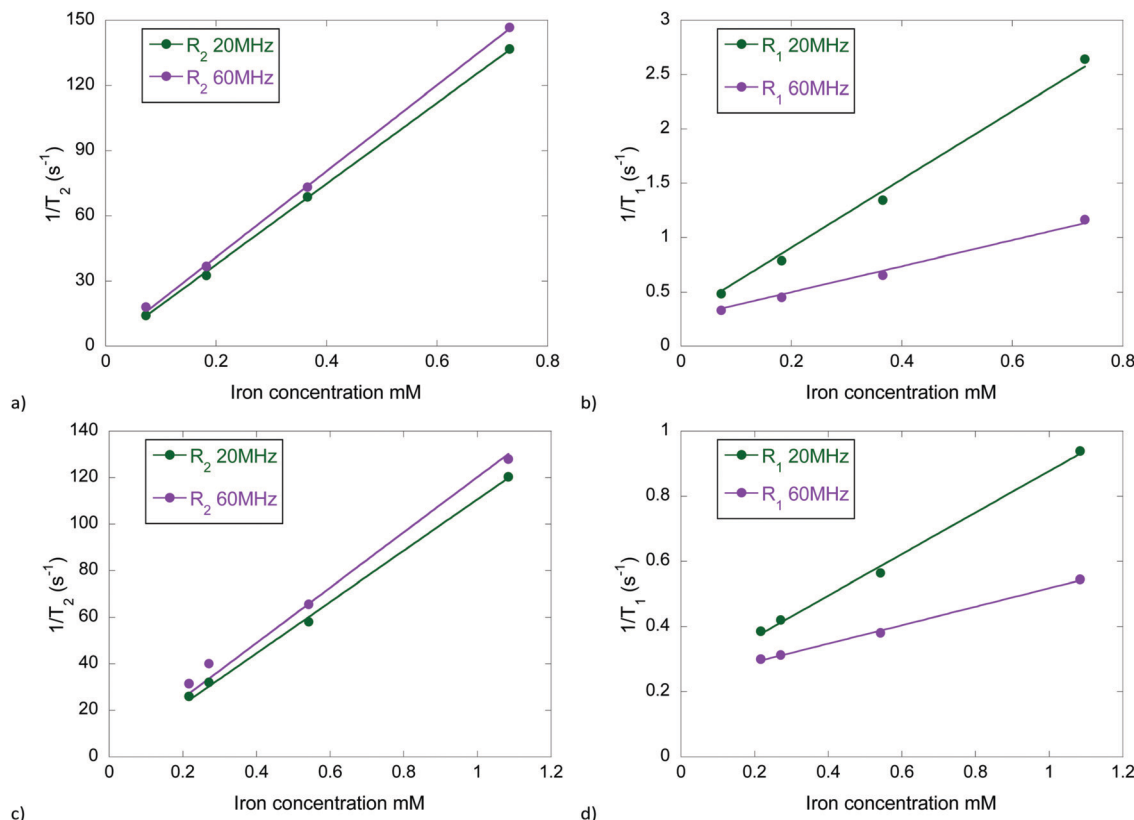 150
120
90
60
30
0
1/T2 (s-1)
R2 20MHz
R2 60MHz
0 0.2 0.4 0.6 0.8
Iron concentration mM
a)
3
2.5
2
1.5
1
0.5
0
1/T1 (s-1)
R1 20MHz
R1 60MHz
0 0.2 0.4 0.6 0.8
Iron concentration mM
b)
140
120
100
80
60
40
20
0
1/T2 (s-1)
R2 20MHz
R2 60MHz
0 0.2 0.4 0.6 0.8 1 1.2
Iron concentration mM
c)
1
0.8
0.6
0.4
0.2
0
1/T1 (s-1)
R1 20MHz
R1 60MHz
0 0.2 0.4 0.6 0.8 1 1.2
Iron concentration mM
d)